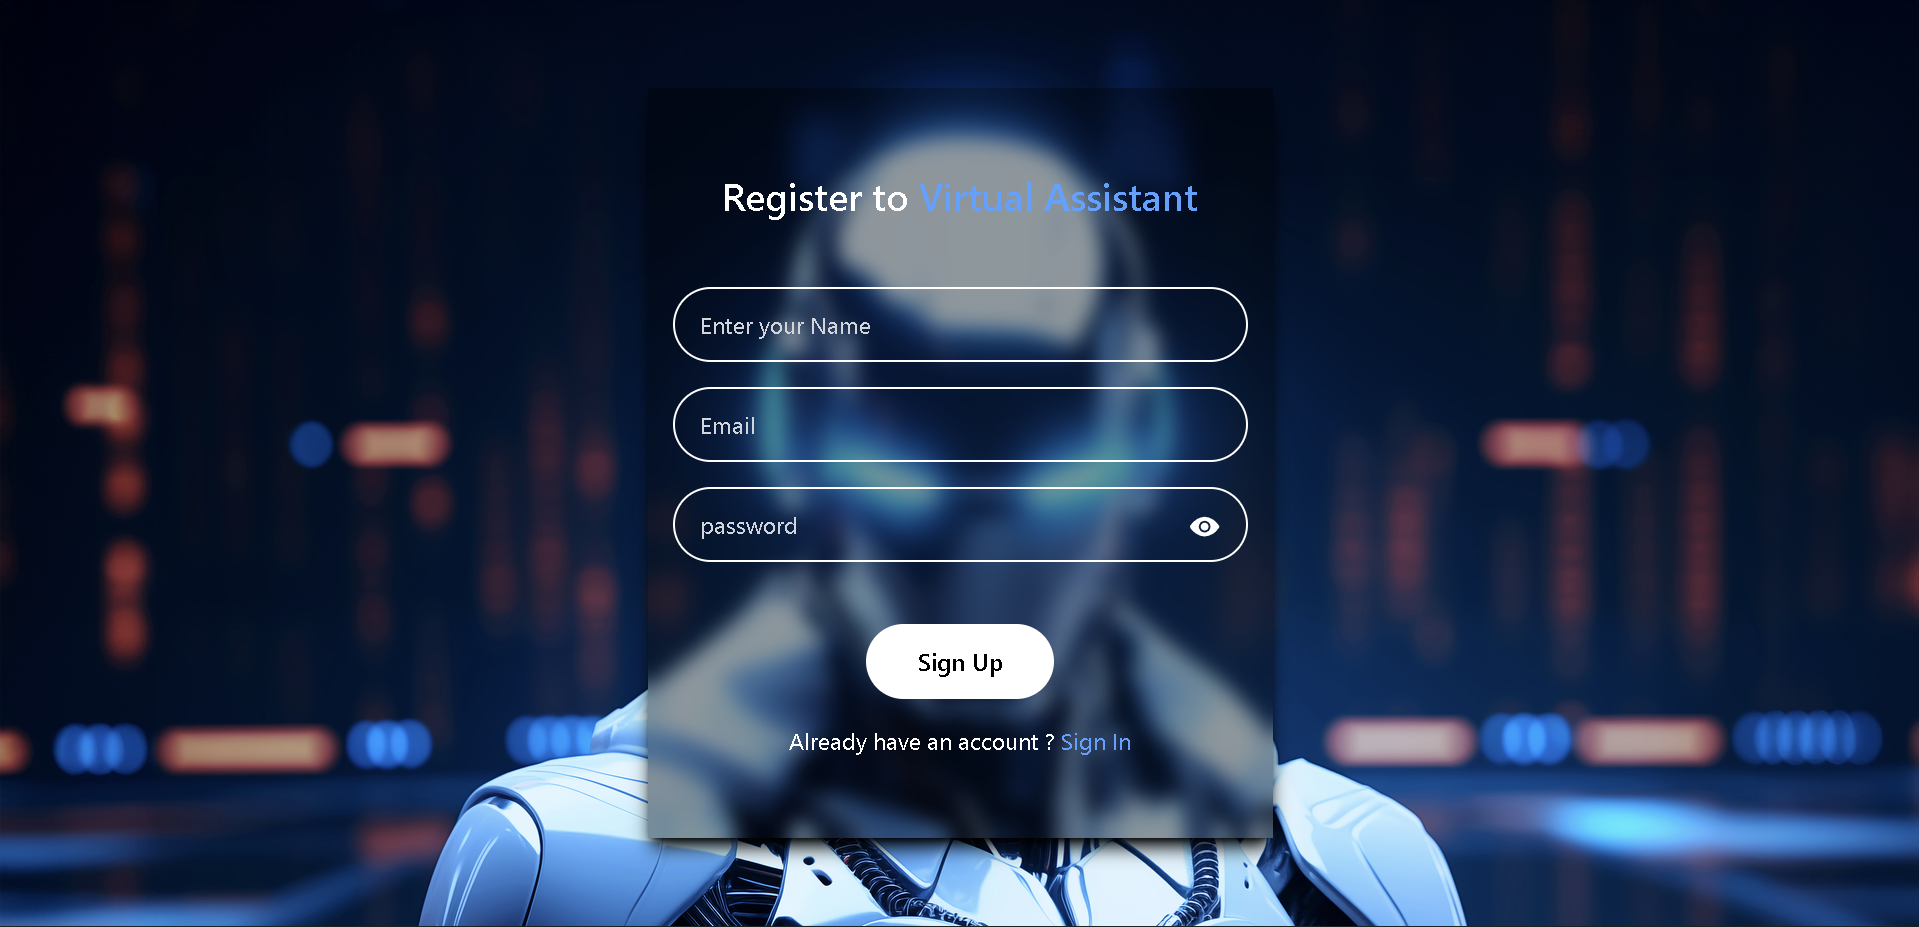 Register to Virtual Assistant
Enter your Name
Email
password
Sign Up
Already have an account ? Sign In